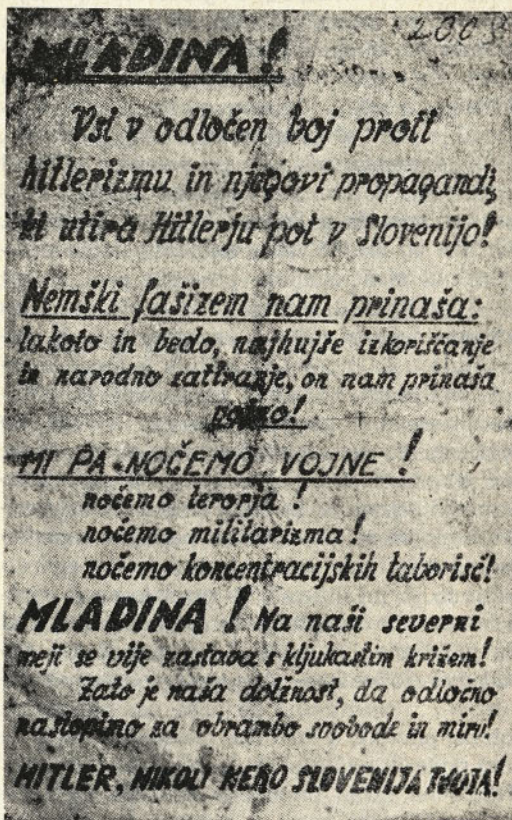 2009
MLADINA!
Vsi v odločen boj proti
hitlerizmu in njegovi propagandi,
ki utira Hitlerju pot v Slovenijo!
Nemški fašizem nam prinaša:
lakoto in bedo, najhujše izkoriščanje
in narodno zatiranje, on nam prinaša
vojno!
MI PA NOČEMO VOJNE!
nočemo terorja!
nočemo militarizma!
nočemo koncentracijskih taborišč!
MLADINA! Na naši severni
meji se vije zastava s kljukastim križem!
Zato je naša dolžnost, da odločno
nastopimo za obrambo svobode in miru!
HITLER, NIKOLI NEBO SLOVENIJA TVOJA!